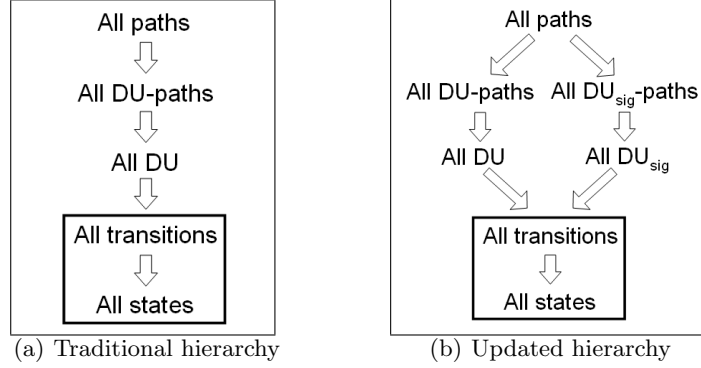 All paths
All DU-paths
All DU
All transitions
All states
(a) Traditional hierarchy
All paths
All DU-paths All DUsig-paths
All DU All DUsig
All transitions
All states
(b) Updated hierarchy